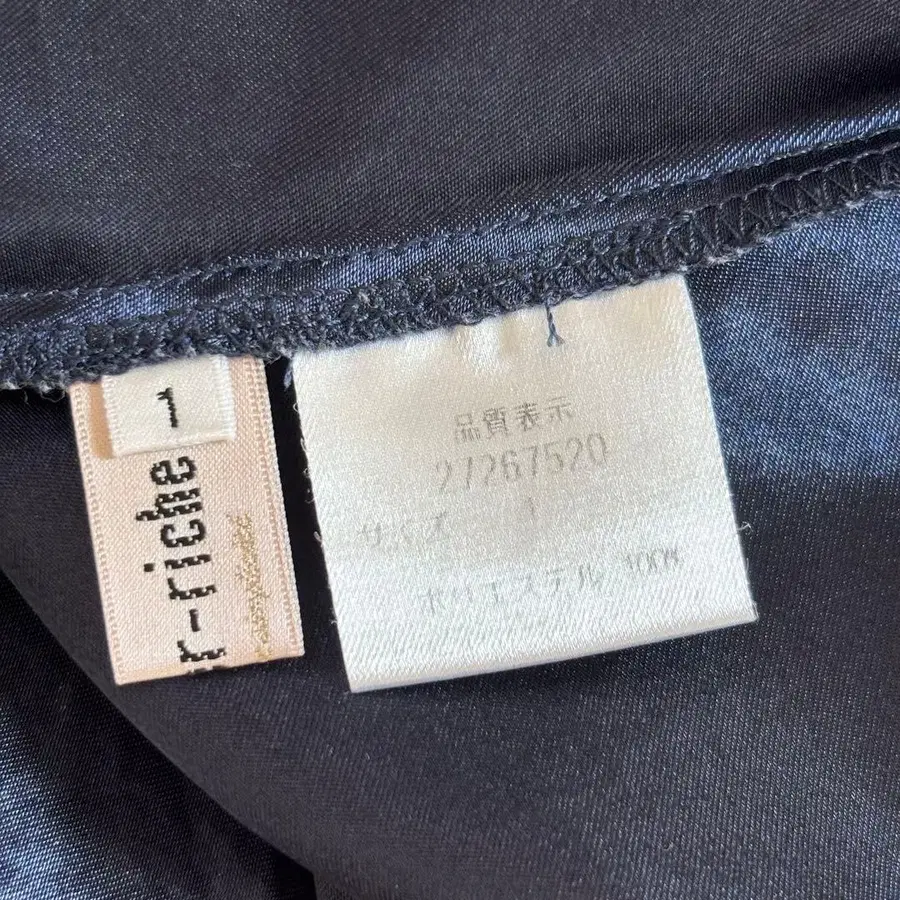 1
r-riche
品質表示
27267520
サイズ 1
ポリエステル 100%